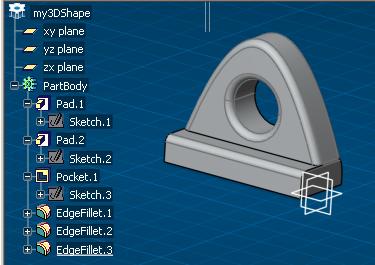 my3DShape
xy plane
yz plane
zx plane
PartBody
Pad.1
Sketch.1
Pad.2
Sketch.2
Pocket.1
Sketch.3
EdgeFillet.1
EdgeFillet.2
EdgeFillet.3